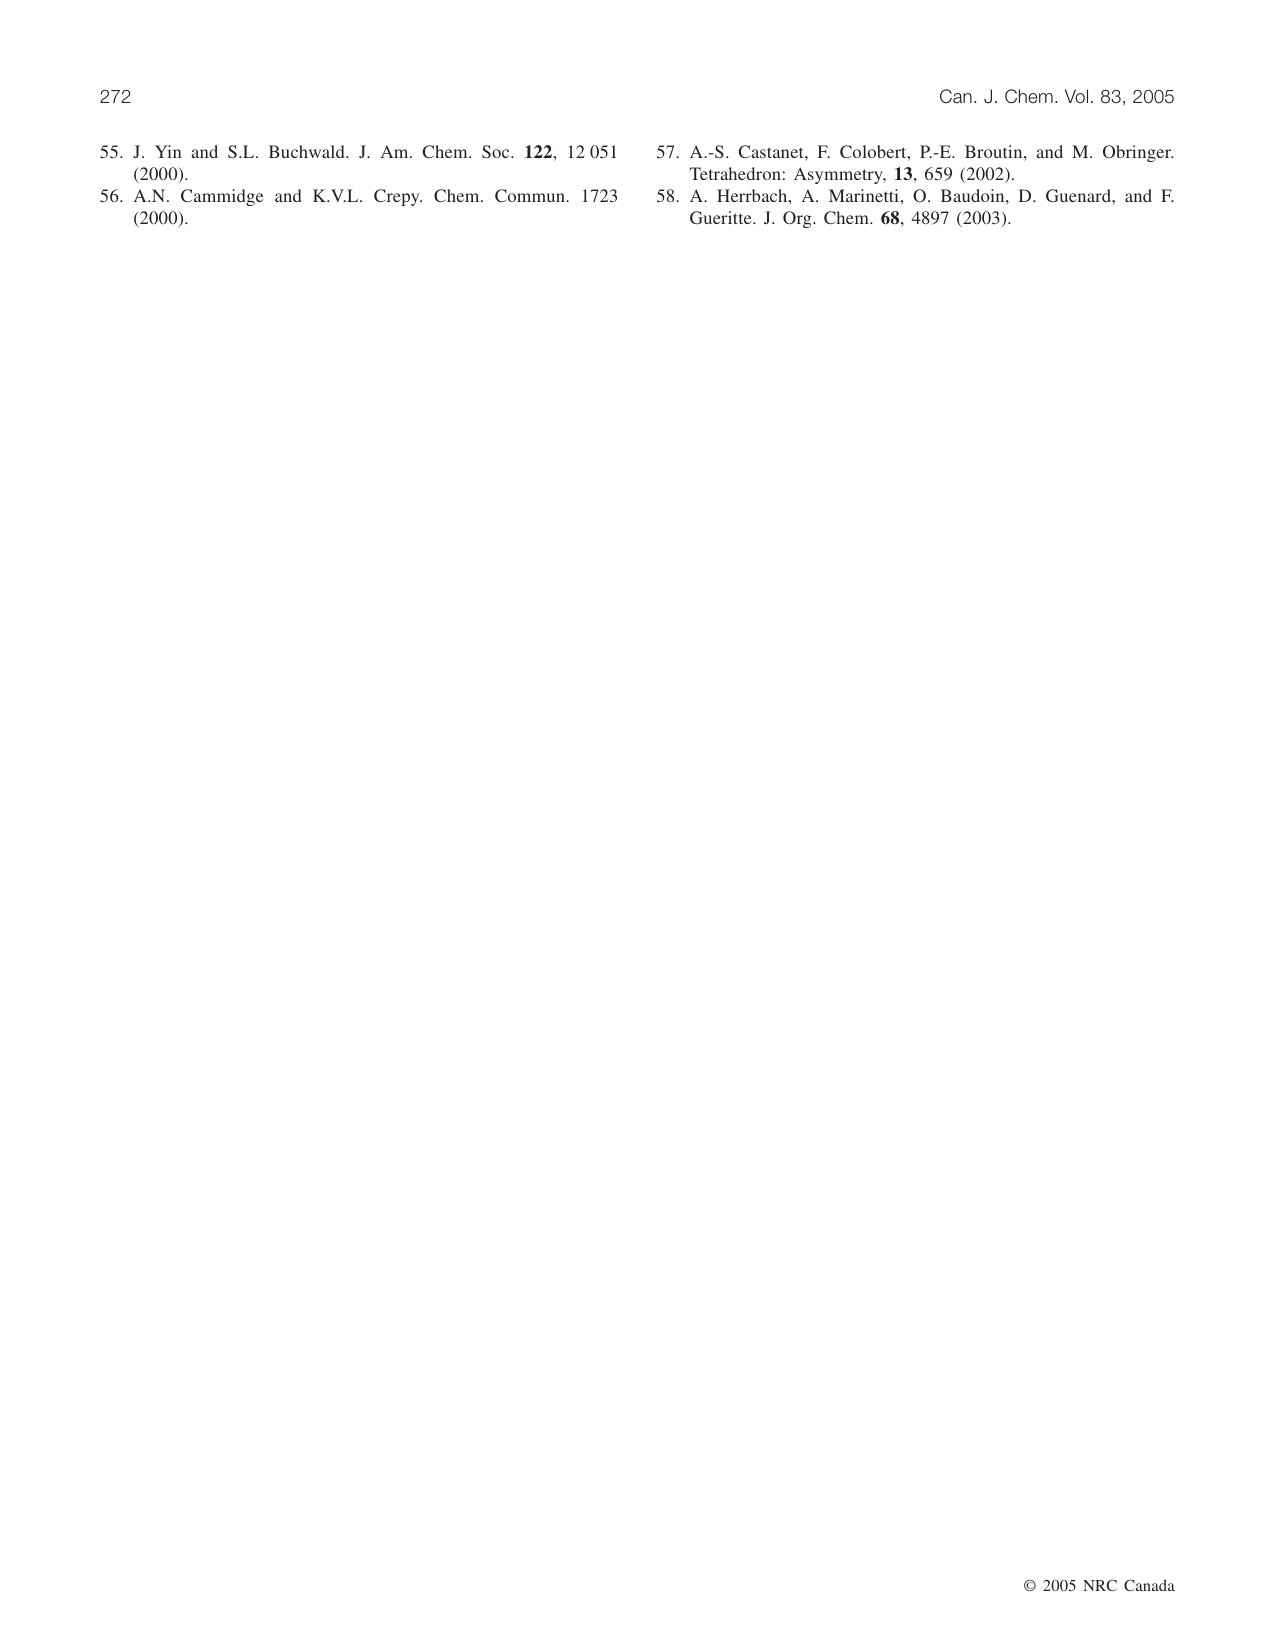 272
Can. J. Chem. Vol. 83, 2005
55. J. Yin and S.L. Buchwald. J. Am. Chem. Soc. 122, 12 051
(2000).
56. A.N. Cammidge and K.V.L. Crepy. Chem. Commun. 1723
(2000).
57. A.-S. Castanet, F. Colobert, P.-E. Broutin, and M. Obringer.
Tetrahedron: Asymmetry, 13, 659 (2002).
58. A. Herrbach, A. Marinetti, O. Baudoin, D. Guenard, and F.
Gueritte. J. Org. Chem. 68, 4897 (2003).
© 2005 NRC Canada